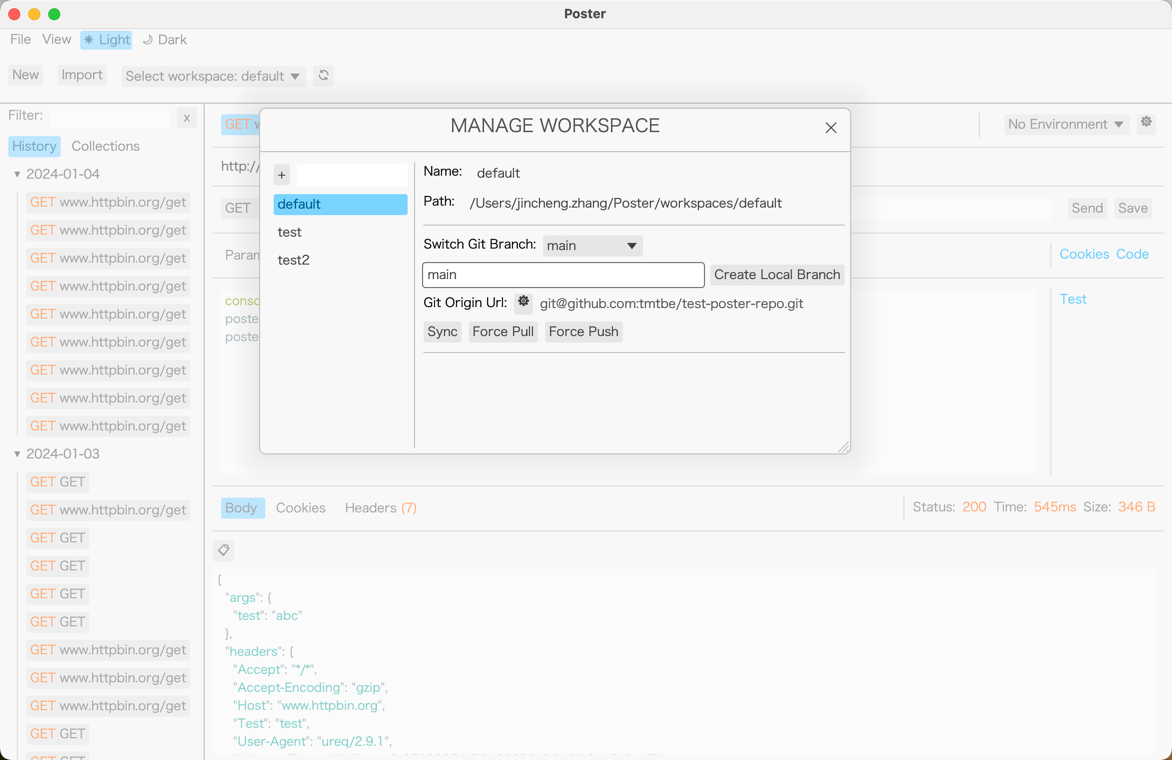 Poster
File View Light Dark
New Import Select workspace: default
Filter: x
History Collections
2024-01-04
GET www.httpbin.org/get
GET www.httpbin.org/get
GET www.httpbin.org/get
GET www.httpbin.org/get
GET www.httpbin.org/get
GET www.httpbin.org/get
GET www.httpbin.org/get
GET www.httpbin.org/get
GET www.httpbin.org/get
2024-01-03
GET GET
GET www.httpbin.org/get
GET GET
GET GET
GET GET
GET GET
GET www.httpbin.org/get
GET www.httpbin.org/get
GET www.httpbin.org/get
GET GET
GET www.httpbin.org/get
GET w
No Environment
http://
GET
Send Save
Param
Cookies Code
conso
poste
poste
Test
MANAGE WORKSPACE
+
default
test
test2
Name: default
Path: /Users/jincheng.zhang/Poster/workspaces/default
Switch Git Branch: main
main Create Local Branch
Git Origin Url: git@github.com:tmtbe/test-poster-repo.git
Sync Force Pull Force Push
Body Cookies Headers (7)
Status: 200 Time: 545ms Size: 346 B
{
"args": {
"test": "abc"
},
"headers": {
"Accept": "*/*",
"Accept-Encoding": "gzip",
"Host": "www.httpbin.org",
"Test": "test",
"User-Agent": "ureq/2.9.1",